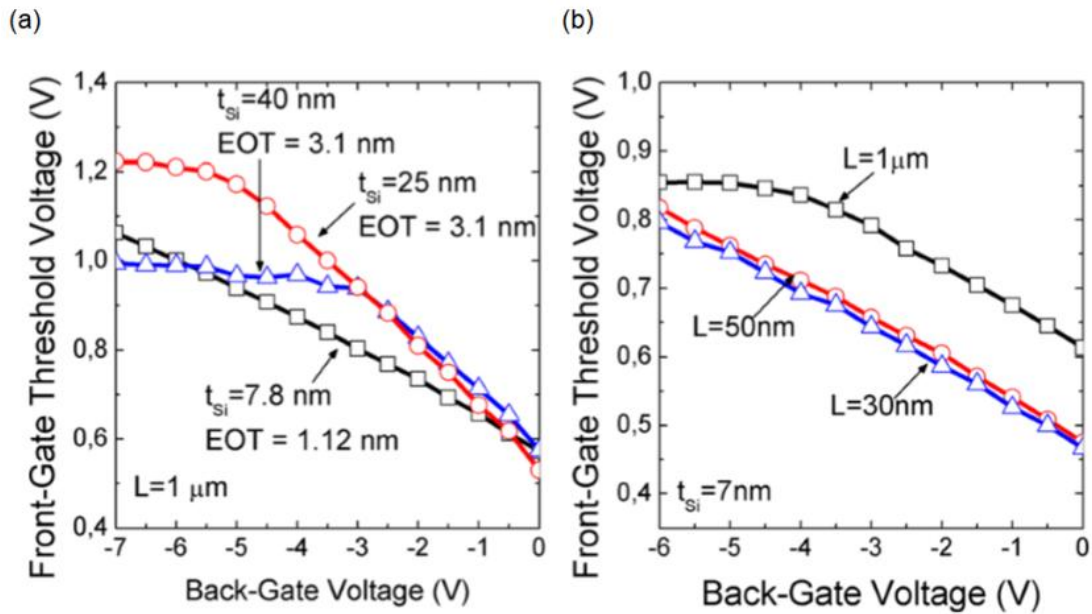 (a)
(b)
Front-Gate Threshold Voltage (V)
1,4
1,2
1,0
0,8
0,6
0,4
t_Si=40 nm
EOT = 3.1 nm
t_Si=25 nm
EOT = 3.1 nm
t_Si=7.8 nm
EOT = 1.12 nm
L=1 μm
-7 -6 -5 -4 -3 -2 -1 0
Back-Gate Voltage (V)
Front-Gate Threshold Voltage (V)
1,0
0,9
0,8
0,7
0,6
0,5
0,4
L=1μm
L=50nm
L=30nm
t_Si=7nm
-6 -5 -4 -3 -2 -1 0
Back-Gate Voltage (V)